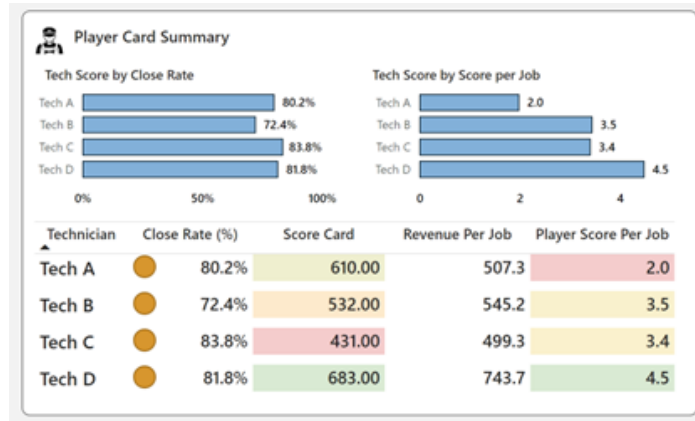 Player Card Summary
Tech Score by Close Rate
Tech A 80.2%
Tech B 72.4%
Tech C 83.8%
Tech D 81.8%
0% 50% 100%
Tech Score by Score per Job
Tech A 2.0
Tech B 3.5
Tech C 3.4
Tech D 4.5
0 2 4
Technician Close Rate (%) Score Card Revenue Per Job Player Score Per Job
Tech A 80.2% 610.00 507.3 2.0
Tech B 72.4% 532.00 545.2 3.5
Tech C 83.8% 431.00 499.3 3.4
Tech D 81.8% 683.00 743.7 4.5